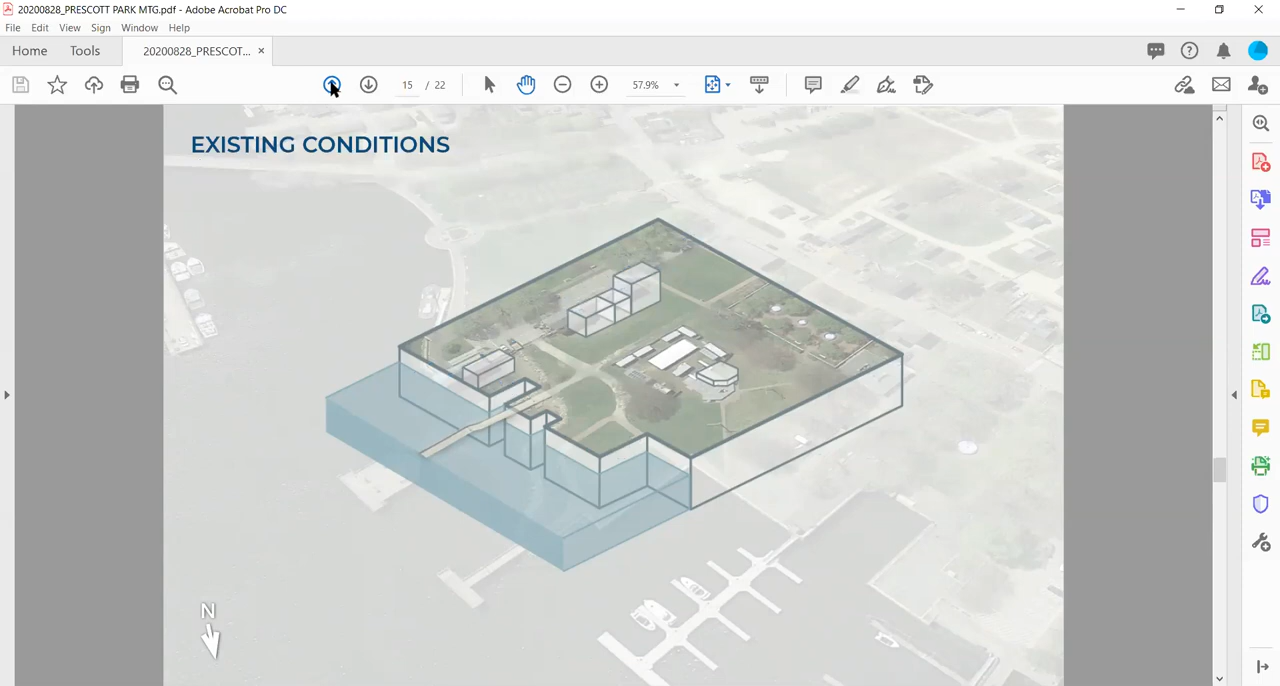 20200828_PRESCOTT PARK MTG.pdf - Adobe Acrobat Pro DC
File Edit View Sign Window Help
Home Tools 20200828_PRESCOT... ×
15 / 22 57.9%
EXISTING CONDITIONS
N